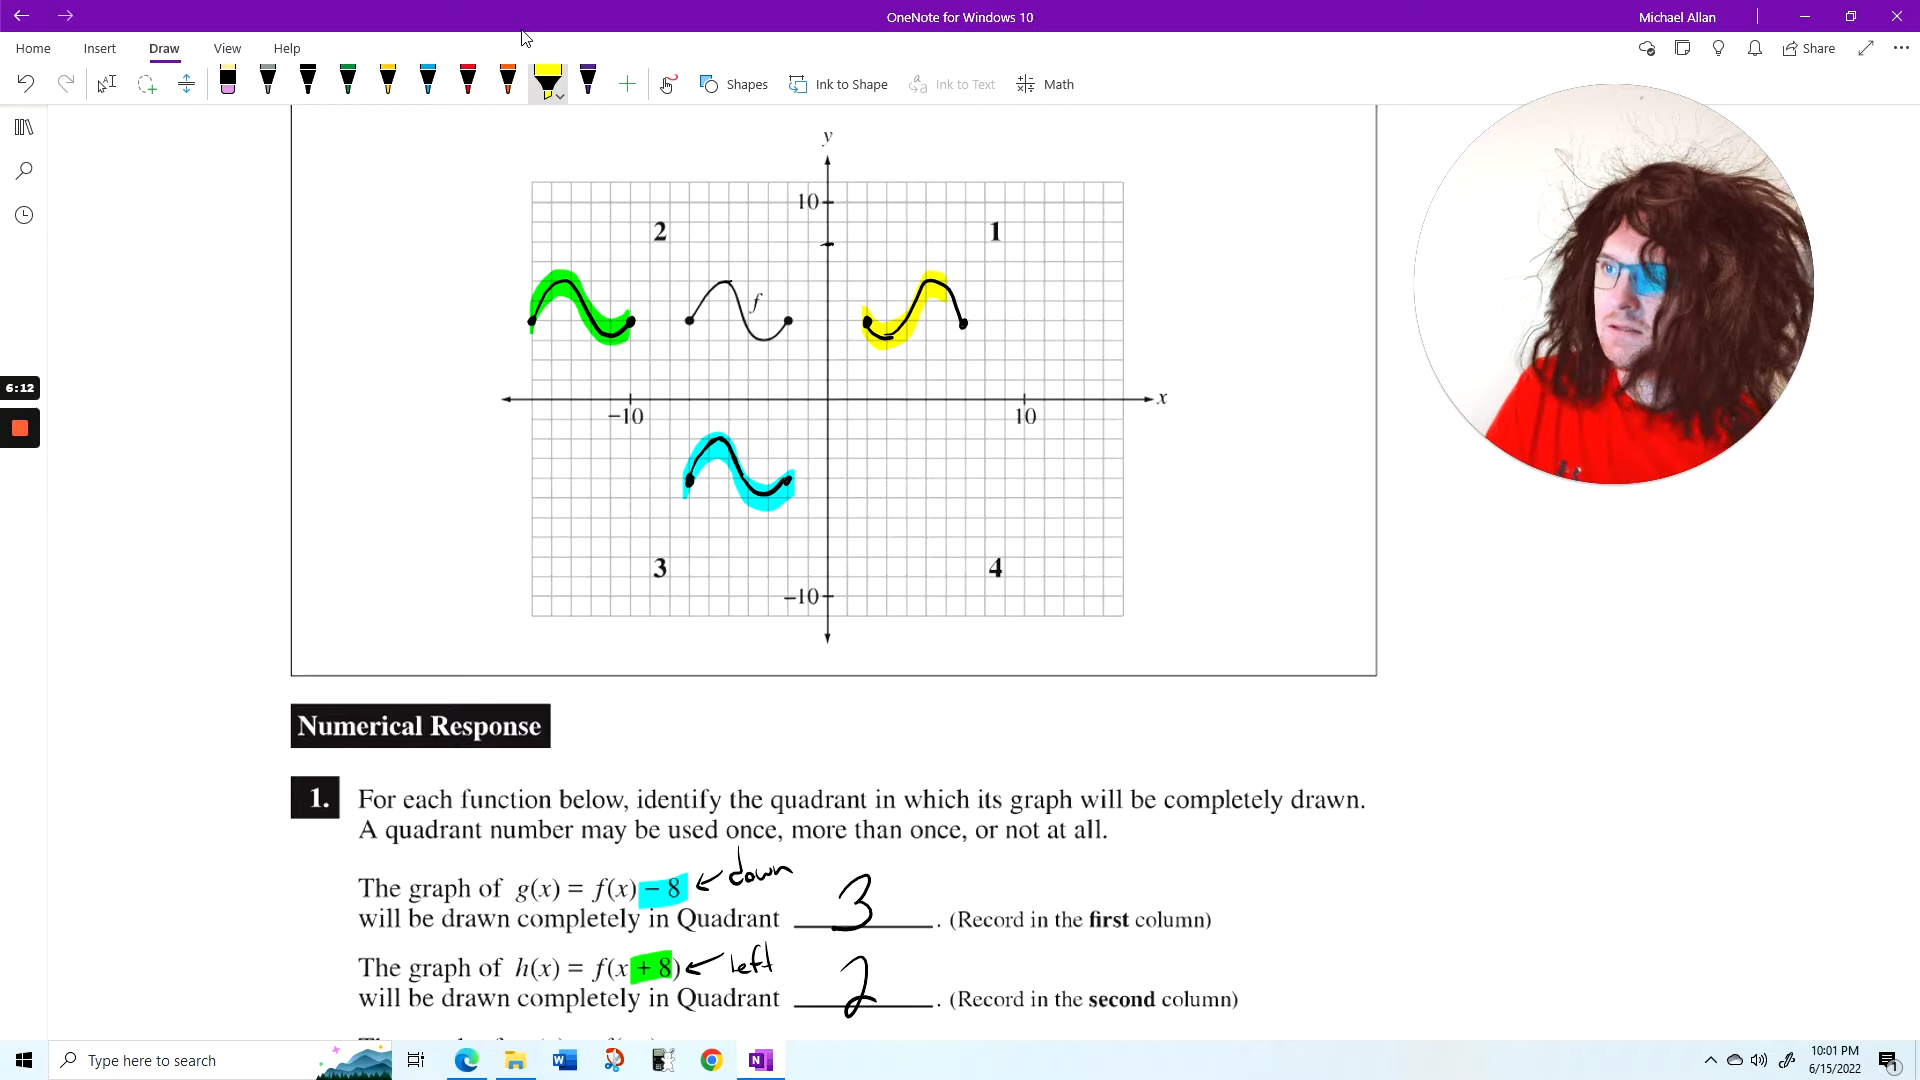 OneNote for Windows 10
Michael Allan
Home Insert Draw View Help
Share
Shapes Ink to Shape Ink to Text Math
y
10
2 1
f
6:12
-10 10 x
3 4
-10
Numerical Response
1. For each function below, identify the quadrant in which its graph will be completely drawn.
A quadrant number may be used once, more than once, or not at all.
The graph of g(x) = f(x) − 8 ← down
will be drawn completely in Quadrant 3. (Record in the first column)
The graph of h(x) = f(x + 8) ← left
will be drawn completely in Quadrant 2. (Record in the second column)
Type here to search
10:01 PM
6/15/2022